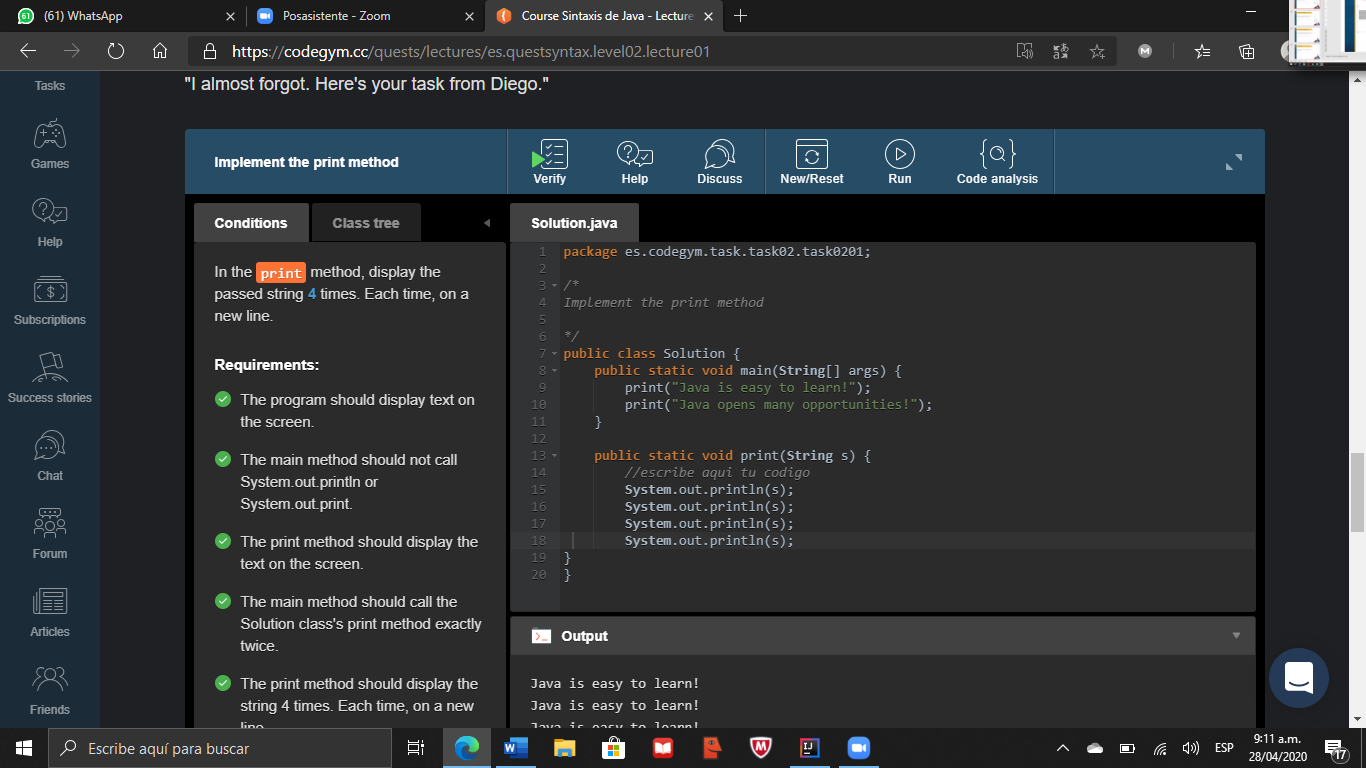 (61) WhatsApp
Posasistente - Zoom
Course Sintaxis de Java - Lecture
https://codegym.cc/quests/lectures/es.questsyntax.level02.lecture01
Tasks
Games
Help
Subscriptions
Success stories
Chat
Forum
Articles
Friends
"I almost forgot. Here's your task from Diego."
Implement the print method
Verify
Help
Discuss
New/Reset
Run
Code analysis
Conditions
Class tree
In the print method, display the
passed string 4 times. Each time, on a
new line.
Requirements:
The program should display text on
the screen.
The main method should not call
System.out.println or
System.out.print.
The print method should display the
text on the screen.
The main method should call the
Solution class's print method exactly
twice.
The print method should display the
string 4 times. Each time, on a new
line.
Solution.java
1 package es.codegym.task.task02.task0201;
2
3 /*
4 Implement the print method
5
6 */
7 public class Solution {
8 public static void main(String[] args) {
9 print("Java is easy to learn!");
10 print("Java opens many opportunities!");
11 }
12
13 public static void print(String s) {
14 //escribe aquí tu codigo
15 System.out.println(s);
16 System.out.println(s);
17 System.out.println(s);
18 System.out.println(s);
19 }
20 }
Output
Java is easy to learn!
Java is easy to learn!
Java is easy to learn!
Escribe aquí para buscar
ESP
9:11 a.m.
28/04/2020
17